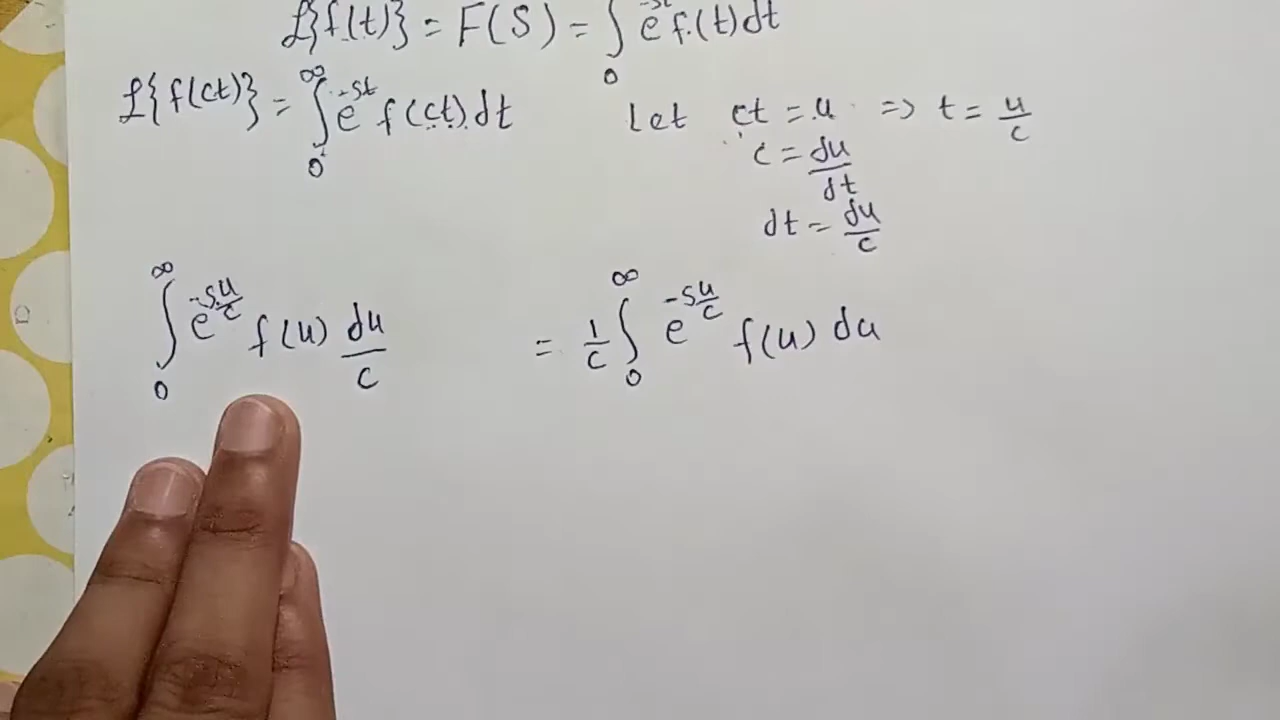 £{f(t)} = F(S) = ∫₀ e^{-st} f(t) dt
£{f(ct)} = ∫₀^∞ e^{-st} f(ct) dt   Let ct = u => t = u/c
c = du/dt
dt = du/c
∫₀^∞ e^{-s u/c} f(u) du/c = 1/c ∫₀^∞ e^{-s u/c} f(u) du